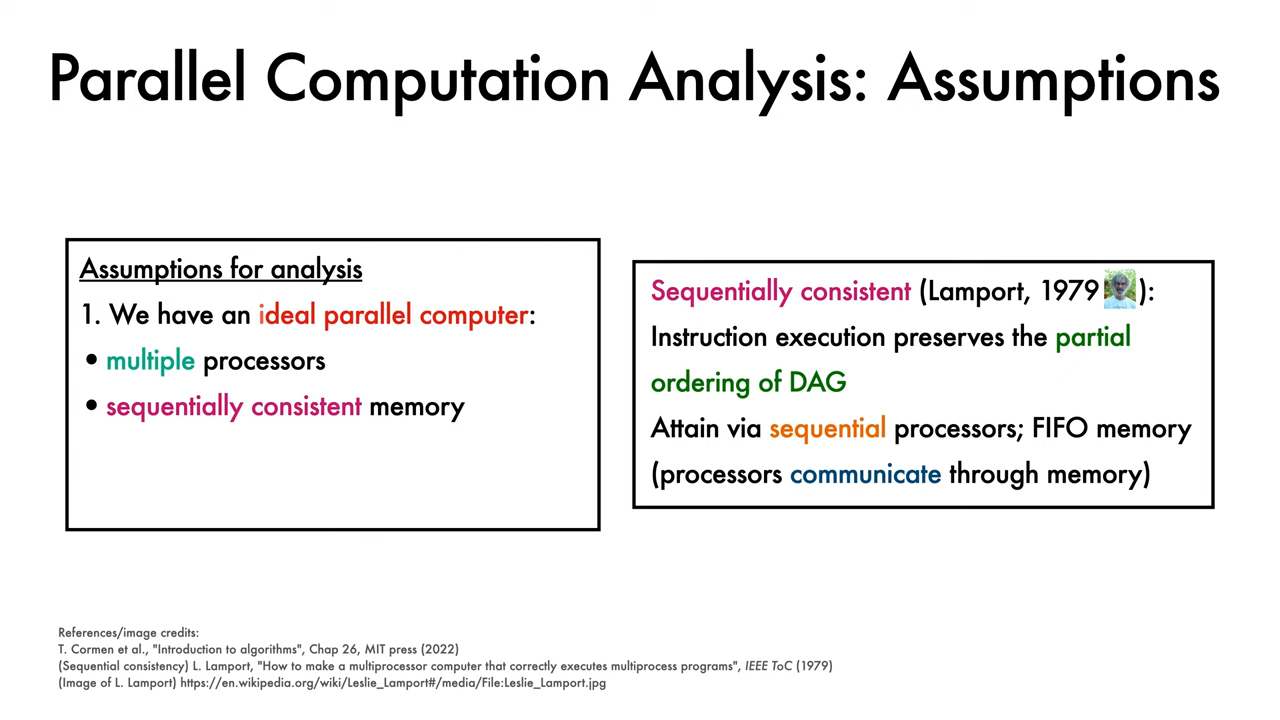 Parallel Computation Analysis: Assumptions
Assumptions for analysis
1. We have an ideal parallel computer:
• multiple processors
• sequentially consistent memory
Sequentially consistent (Lamport, 1979 ):
Instruction execution preserves the partial
ordering of DAG
Attain via sequential processors; FIFO memory
(processors communicate through memory)
References/image credits:
T. Cormen et al., "Introduction to algorithms", Chap 26, MIT press (2022)
(Sequential consistency) L. Lamport, "How to make a multiprocessor computer that correctly executes multiprocess programs", IEEE ToC (1979)
(Image of L. Lamport) https://en.wikipedia.org/wiki/Leslie_Lamport#/media/File:Leslie_Lamport.jpg